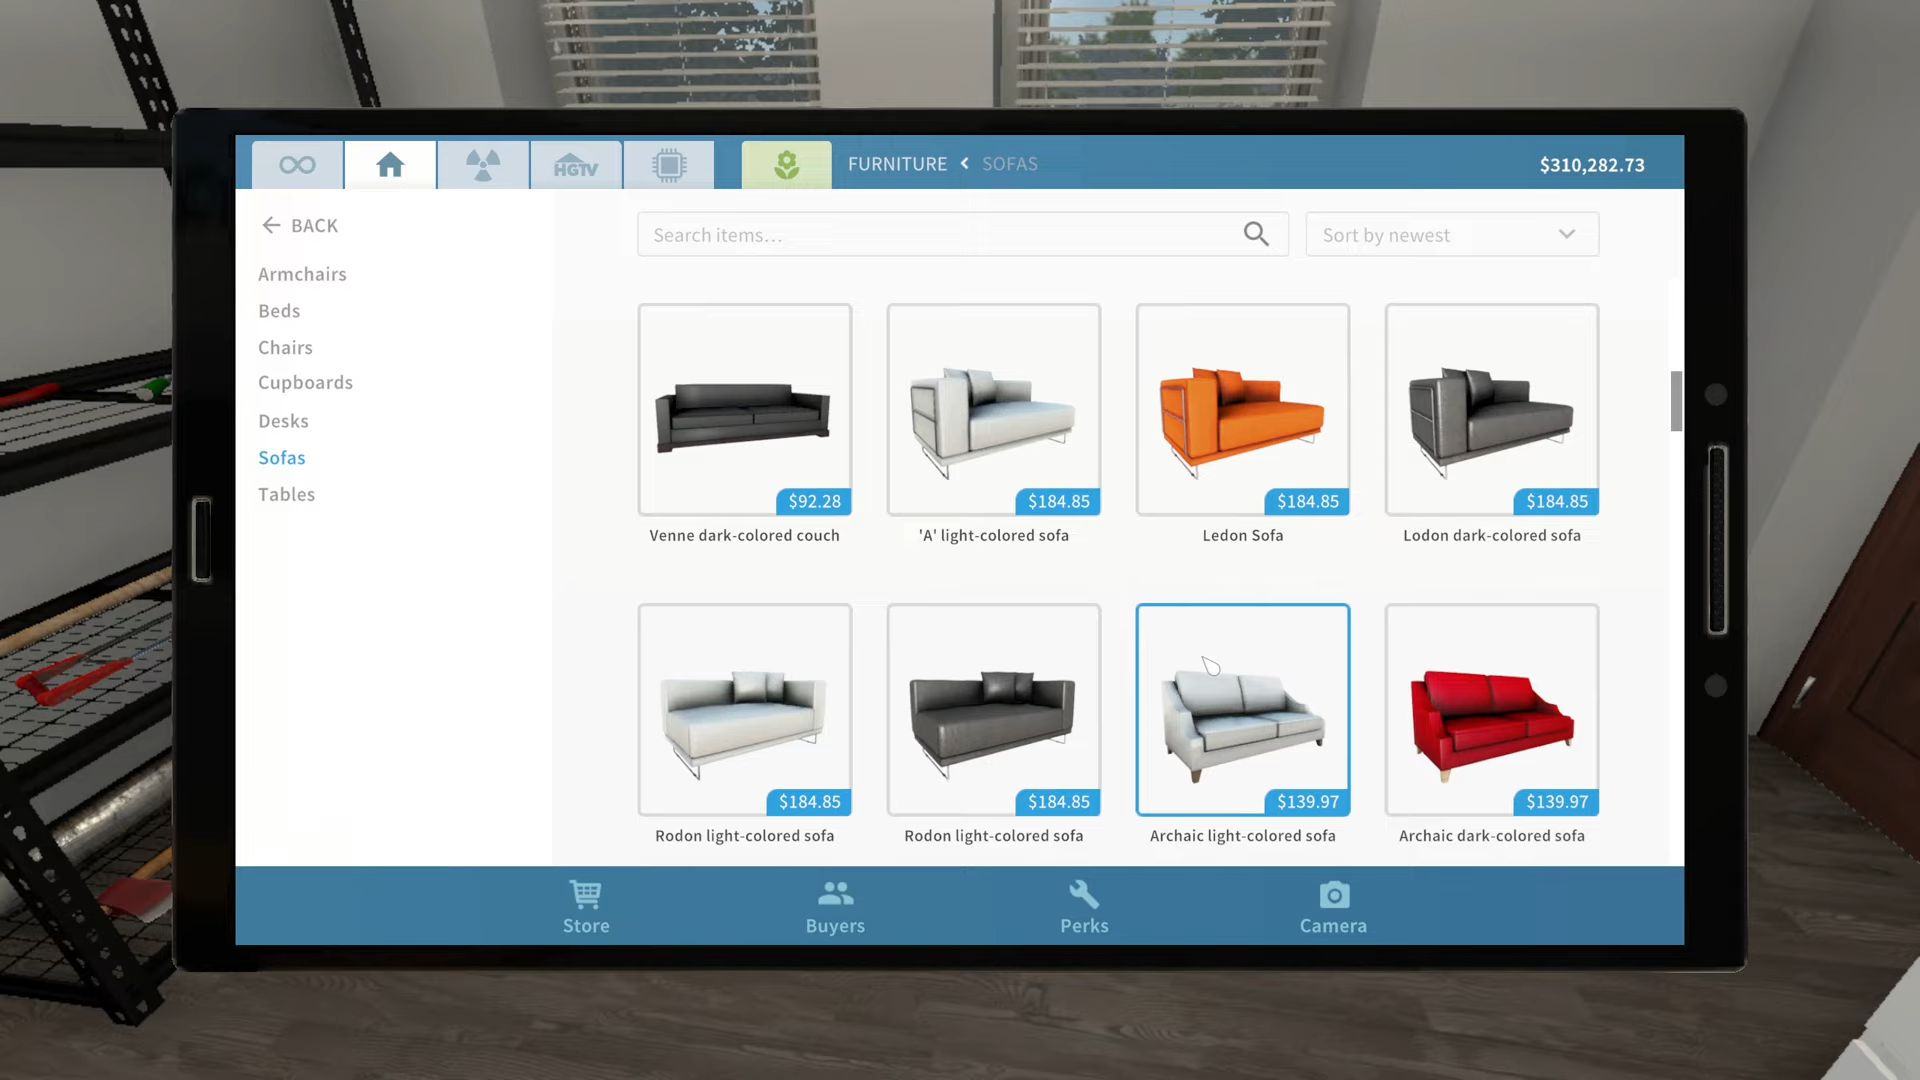 HGTV
FURNITURE < SOFAS
$310,282.73
BACK
Search items...
Sort by newest
Armchairs
Beds
Chairs
Cupboards
Desks
Sofas
Tables
$92.28
$184.85
$184.85
$184.85
Venne dark-colored couch
'A' light-colored sofa
Ledon Sofa
Lodon dark-colored sofa
$184.85
$184.85
$139.97
$139.97
Rodon light-colored sofa
Rodon light-colored sofa
Archaic light-colored sofa
Archaic dark-colored sofa
Store
Buyers
Perks
Camera